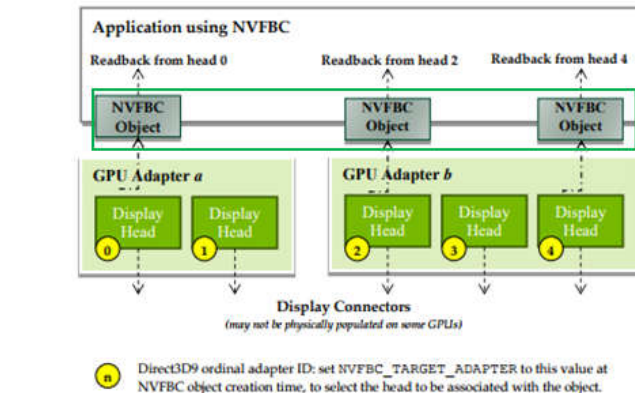 Application using NVFBC
Readback from head 0 Readback from head 2 Readback from head 4
NVFBC Object NVFBC Object NVFBC Object
GPU Adapter a GPU Adapter b
Display Head Display Head Display Head Display Head Display Head
0 1 2 3 4
Display Connectors
(may not be physically populated on some GPUs)
n Direct3D9 ordinal adapter ID: set NVFBC_TARGET_ADAPTER to this value at
NVFBC object creation time, to select the head to be associated with the object.